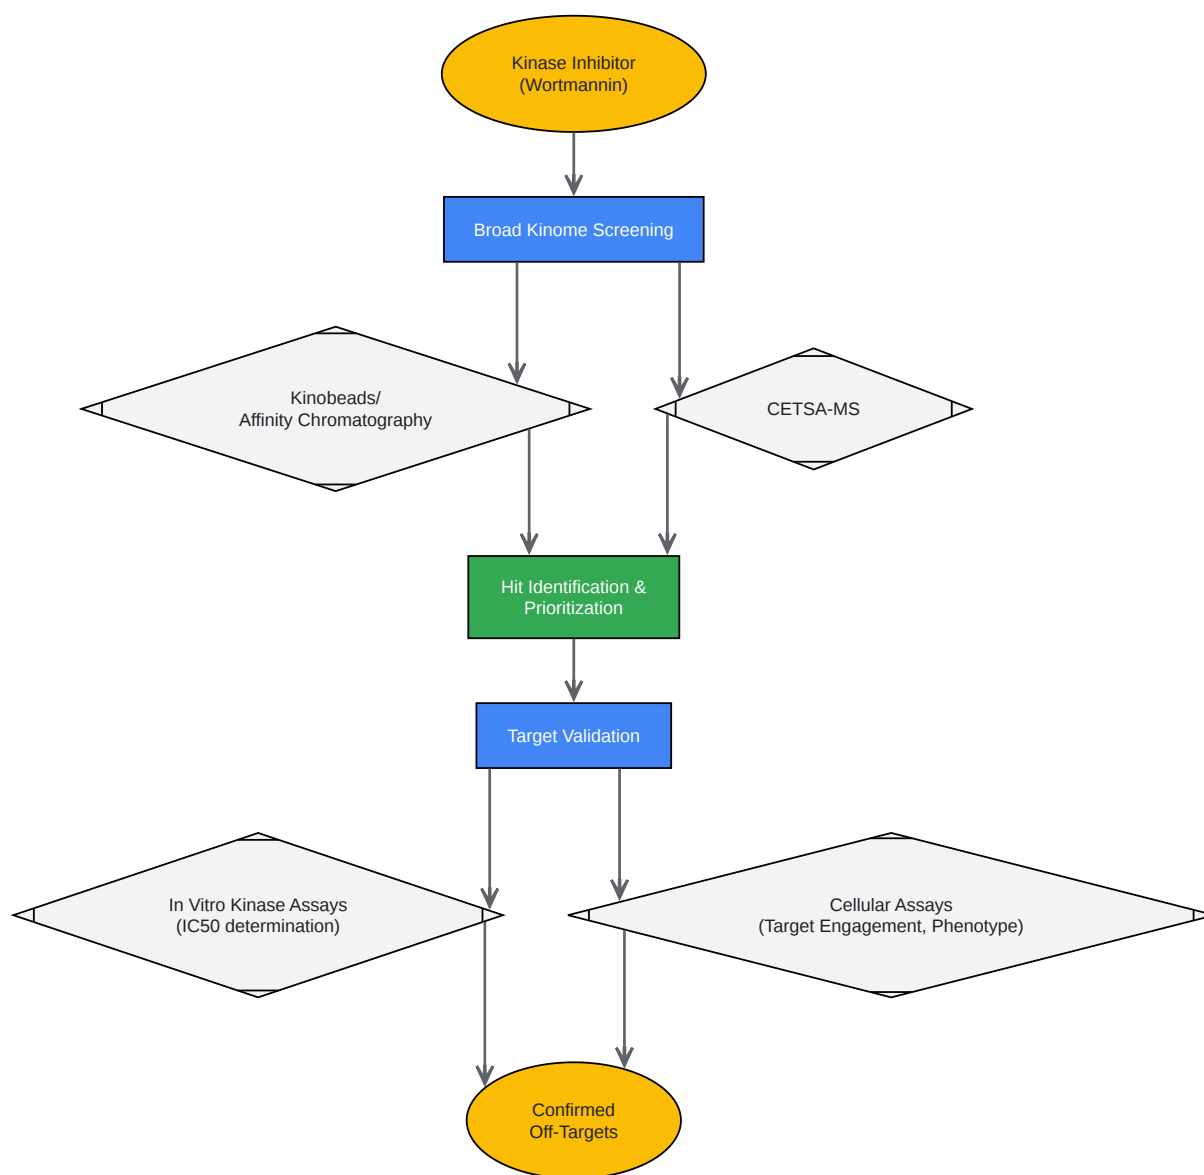 Kinase Inhibitor
(Wortmannin)
Broad Kinome Screening
Kinobeads/
Affinity Chromatography
CETSA-MS
Hit Identification &
Prioritization
Target Validation
In Vitro Kinase Assays
(IC50 determination)
Cellular Assays
(Target Engagement, Phenotype)
Confirmed
Off-Targets